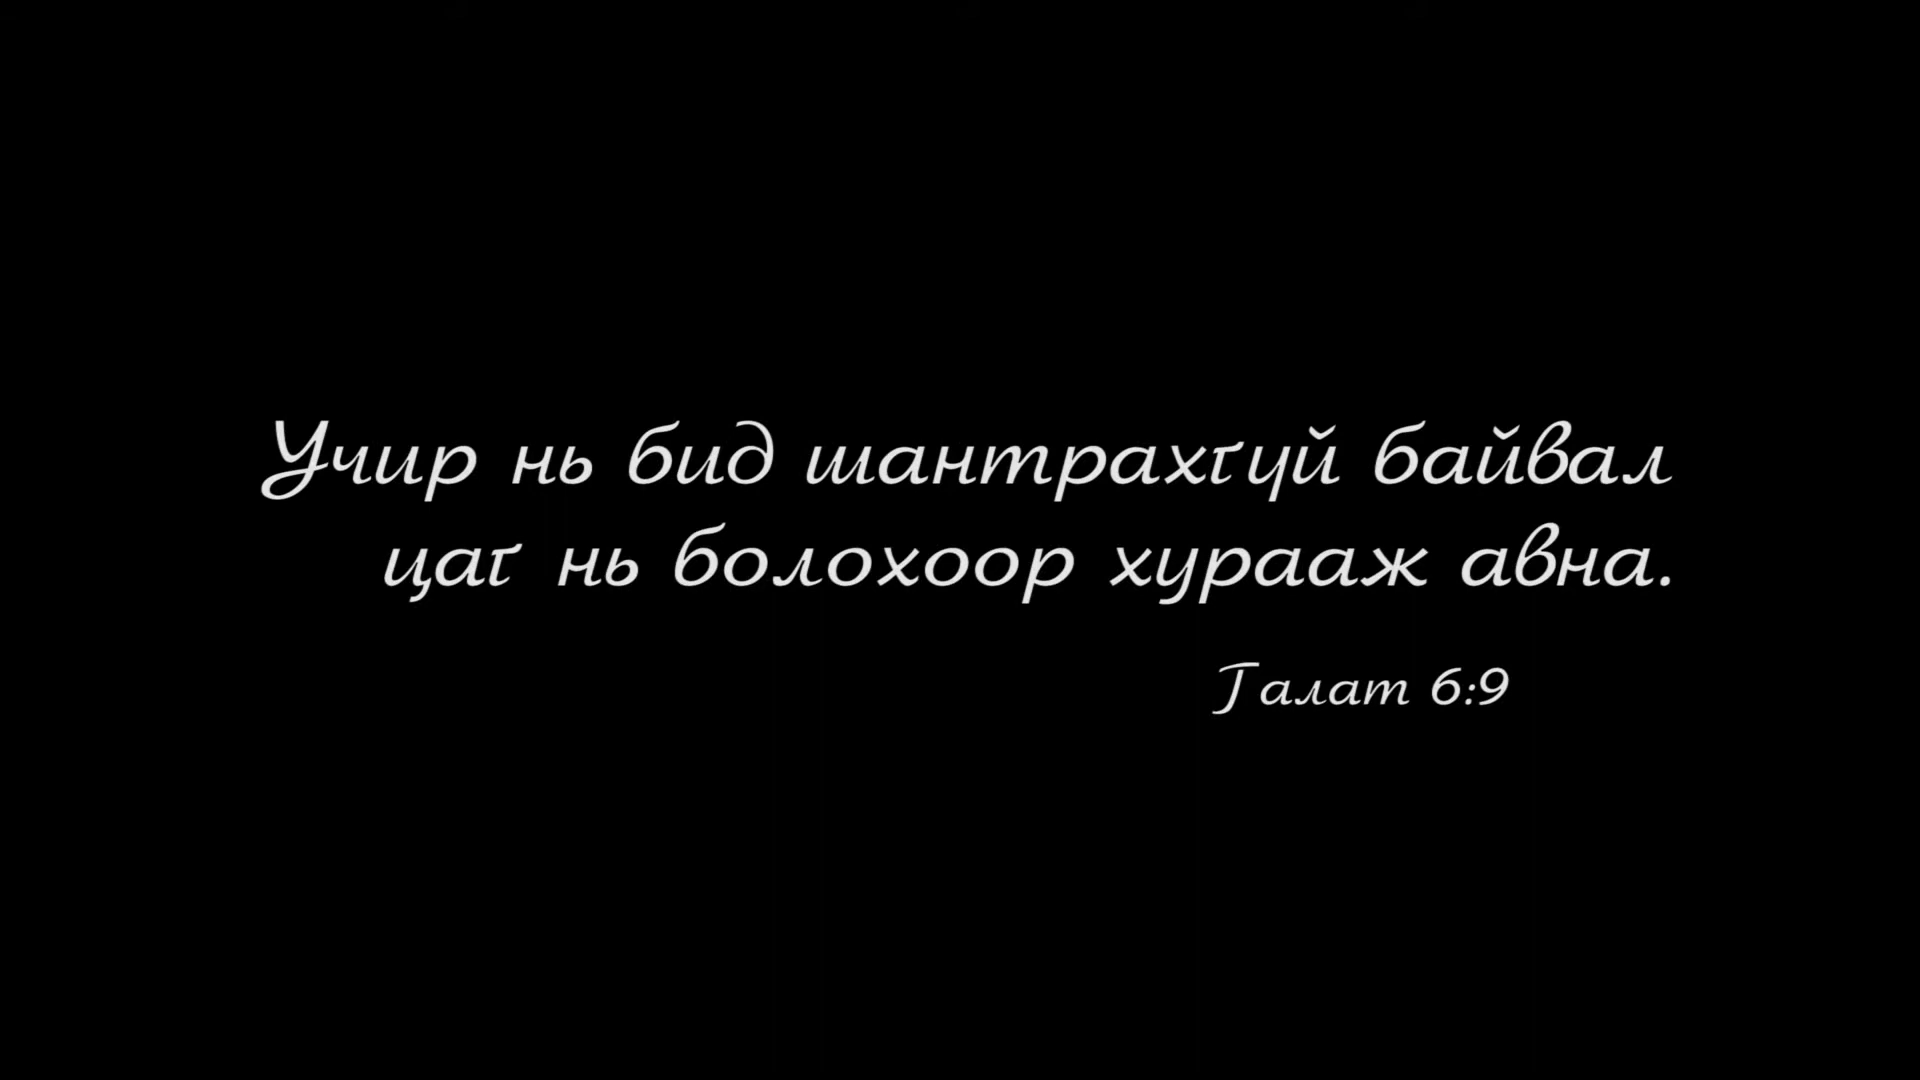 Учир нь бид шантрахгүй байвал
цаг нь болохоор хурааж авна.
Галат 6:9